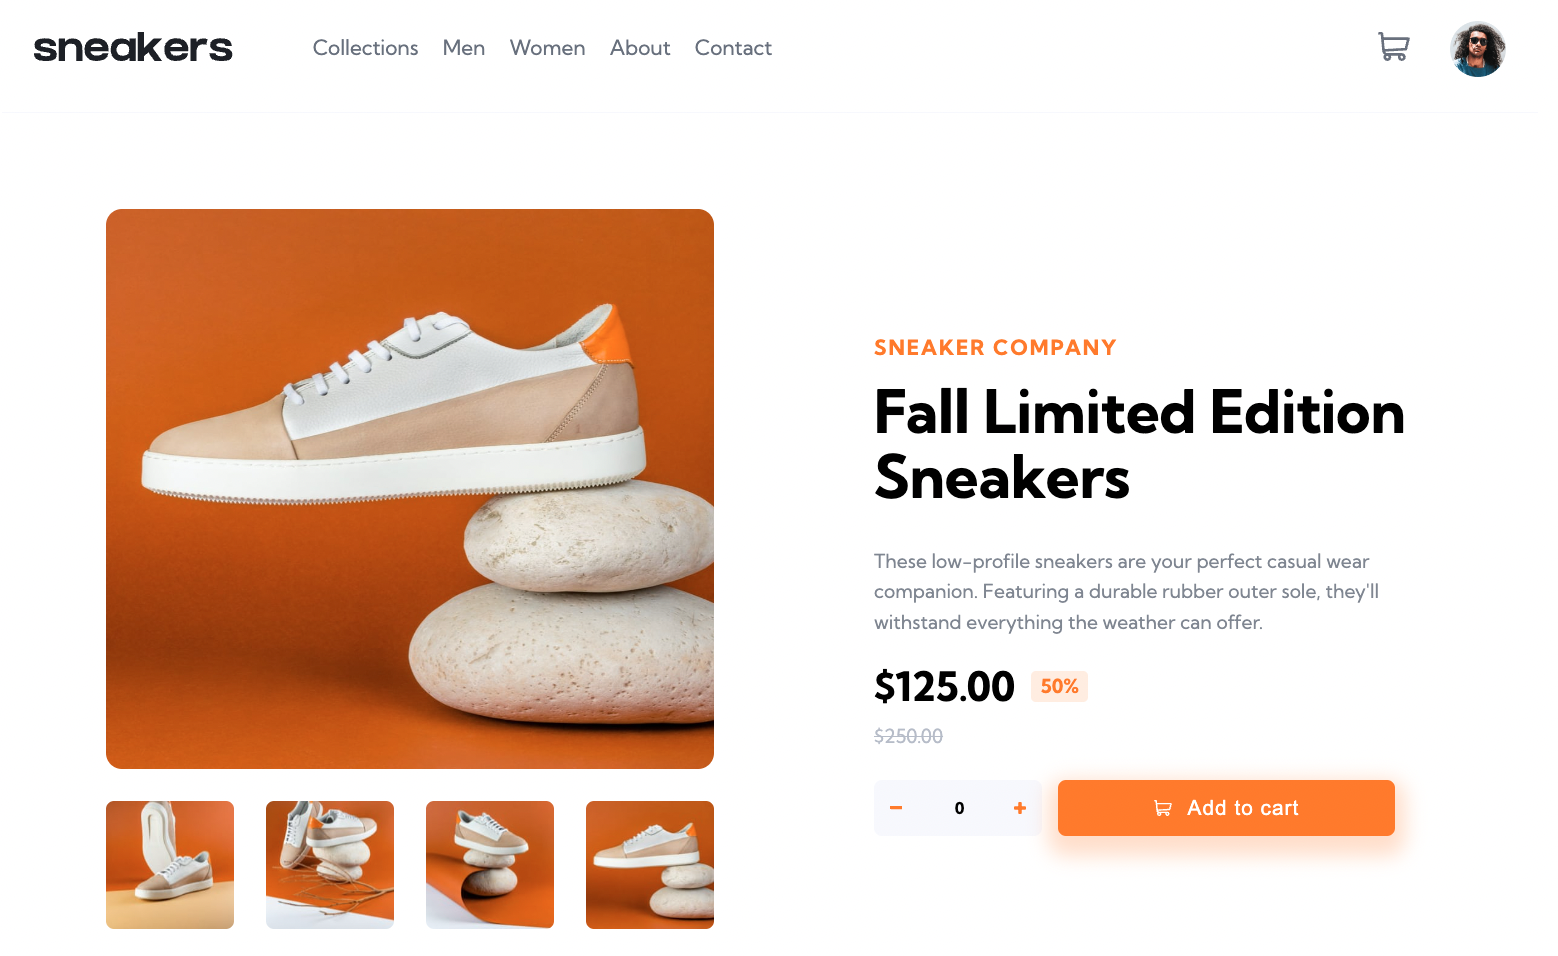 sneakers
Collections Men Women About Contact
SNEAKER COMPANY
Fall Limited Edition
Sneakers
These low-profile sneakers are your perfect casual wear
companion. Featuring a durable rubber outer sole, they'll
withstand everything the weather can offer.
$125.00 50%
$250.00
0 Add to cart